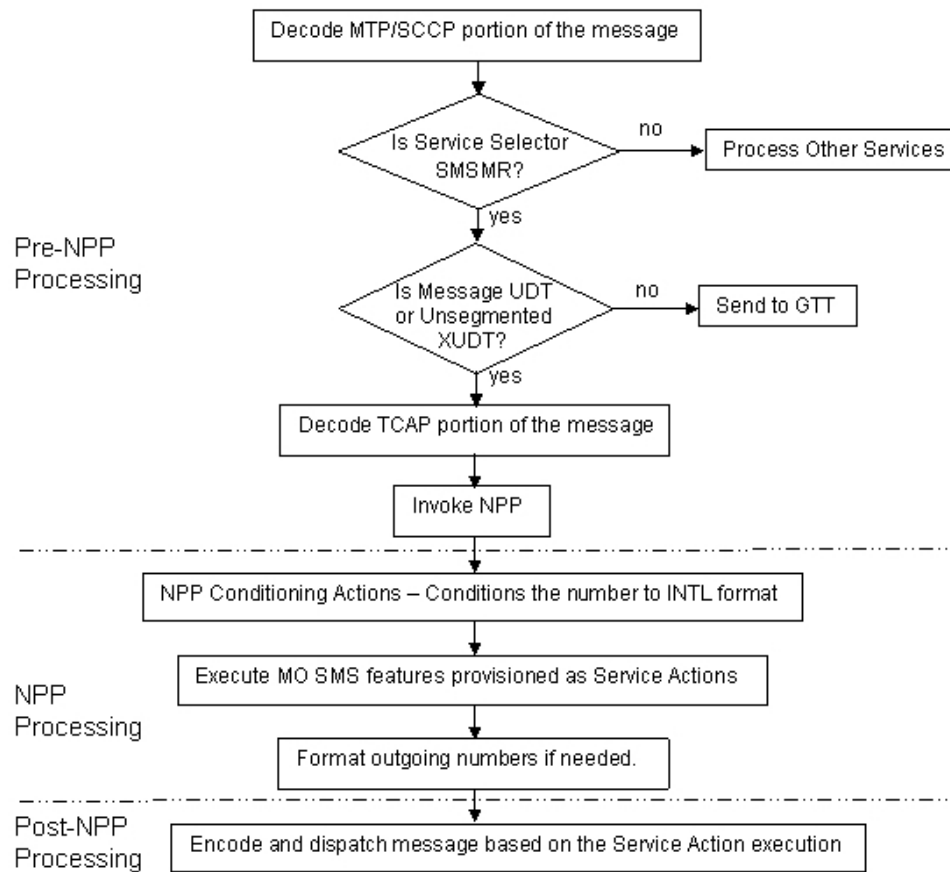 Decode MTP/SCCP portion of the message
Is Service Selector
SMSMR?
no
Process Other Services
yes
Pre-NPP
Processing
Is Message UDT
or Unsegmented
XUDT?
no
Send to GTT
yes
Decode TCAP portion of the message
Invoke NPP
NPP Conditioning Actions – Conditions the number to INTL format
Execute MO SMS features provisioned as Service Actions
NPP
Processing
Format outgoing numbers if needed.
Post-NPP
Processing
Encode and dispatch message based on the Service Action execution